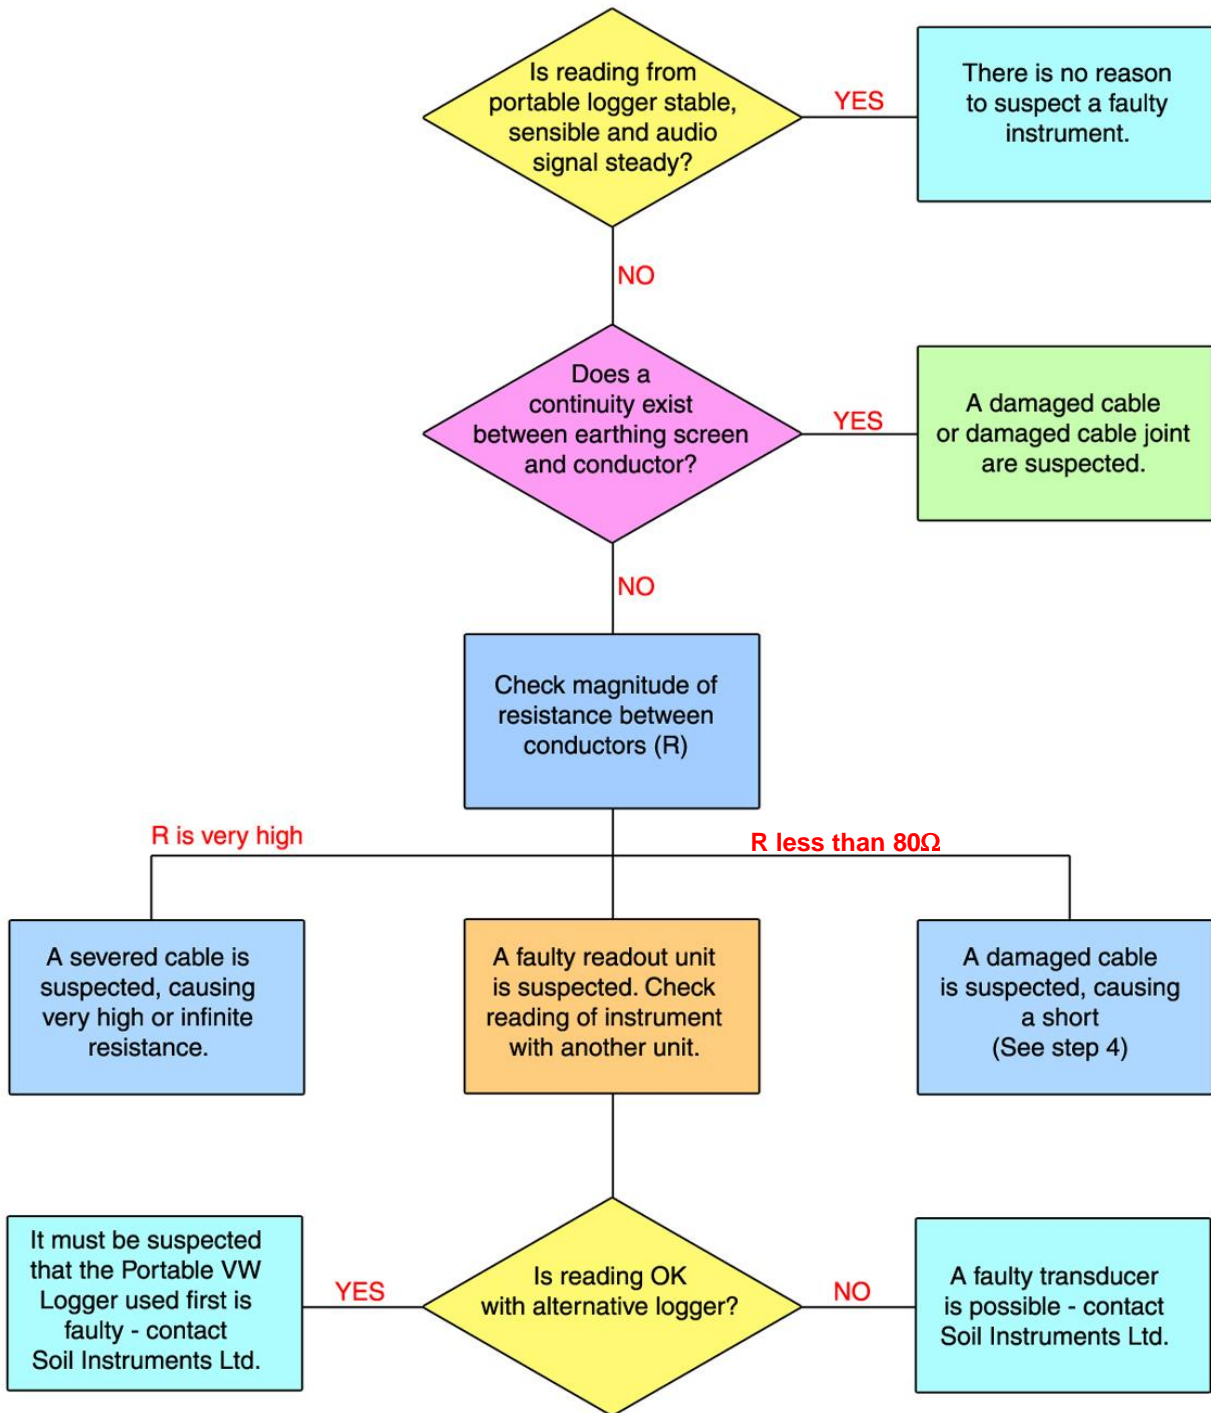 Is reading from
portable logger stable,
sensible and audio
signal steady?
YES
There is no reason
to suspect a faulty
instrument.
NO
Does a
continuity exist
between earthing screen
and conductor?
YES
A damaged cable
or damaged cable joint
are suspected.
NO
Check magnitude of
resistance between
conductors (R)
R is very high
R less than 80Ω
A severed cable is
suspected, causing
very high or infinite
resistance.
A faulty readout unit
is suspected. Check
reading of instrument
with another unit.
A damaged cable
is suspected, causing
a short
(See step 4)
It must be suspected
that the Portable VW
Logger used first is
faulty - contact
Soil Instruments Ltd.
YES
Is reading OK
with alternative logger?
NO
A faulty transducer
is possible - contact
Soil Instruments Ltd.